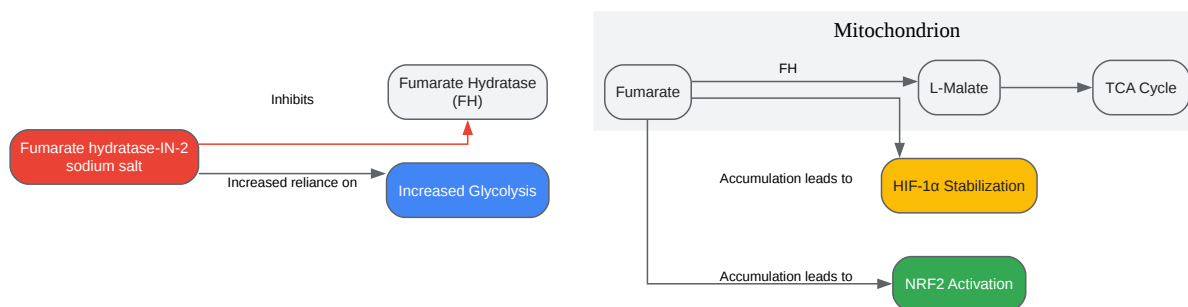 Inhibits
Fumarate Hydratase
(FH)
Fumarate hydratase-IN-2
sodium salt
Increased reliance on
Increased Glycolysis
Mitochondrion
Fumarate
FH
L-Malate
TCA Cycle
Accumulation leads to
HIF-1α Stabilization
Accumulation leads to
NRF2 Activation